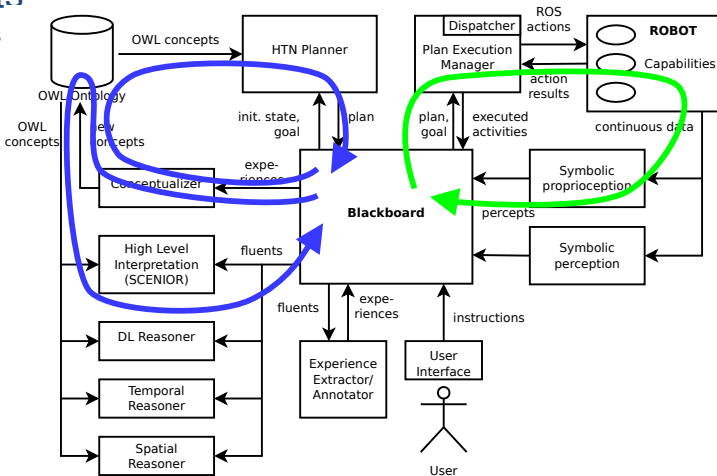 OWL concepts
HTN Planner
Dispatcher
Plan Execution
Manager
ROS
actions
action
results
ROBOT
Capabilities
OWL Ontology
OWL
concepts
new
concepts
init. state,
goal
plan
plan,
goal
executed
activities
continuous data
Conceptualizer
expe-
riences
Blackboard
Symbolic
proprioception
percepts
High Level
Interpretation
(SCENIOR)
fluents
Symbolic
perception
fluents
expe-
riences
instructions
DL Reasoner
Experience
Extractor/
Annotator
User
Interface
Temporal
Reasoner
Spatial
Reasoner
User